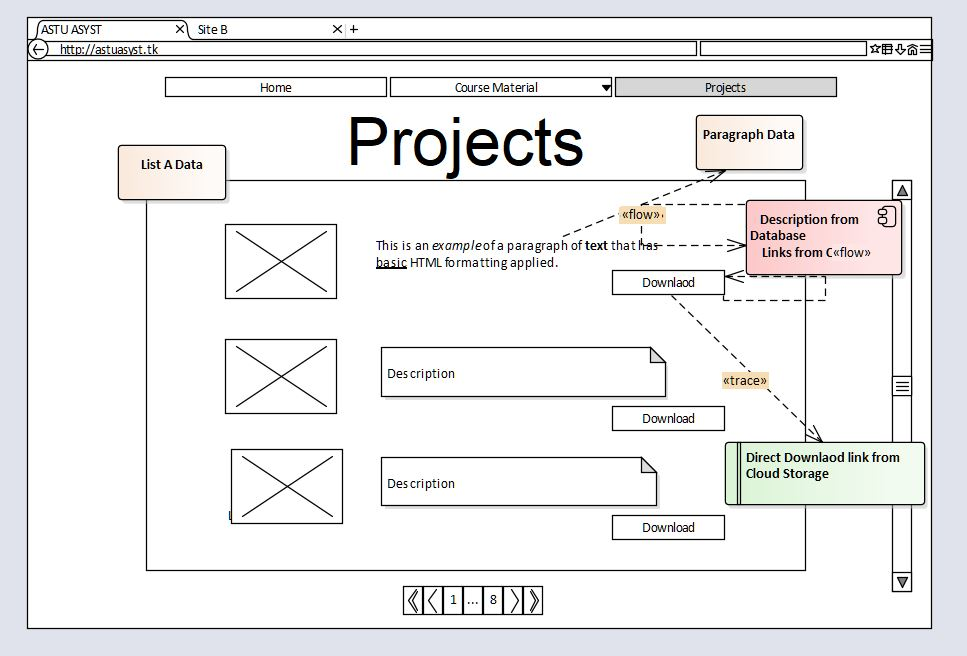 ASTU ASYST
Site B
http://astuasyst.tk
Home
Course Material
Projects
Projects
Paragraph Data
List A Data
«flow»
Description from
Database
Links from C«flow»
This is an example of a paragraph of text that has
basic HTML formatting applied.
Downlaod
Description
«trace»
Download
Direct Downlaod link from
Cloud Storage
Description
L
Download
1 ... 8